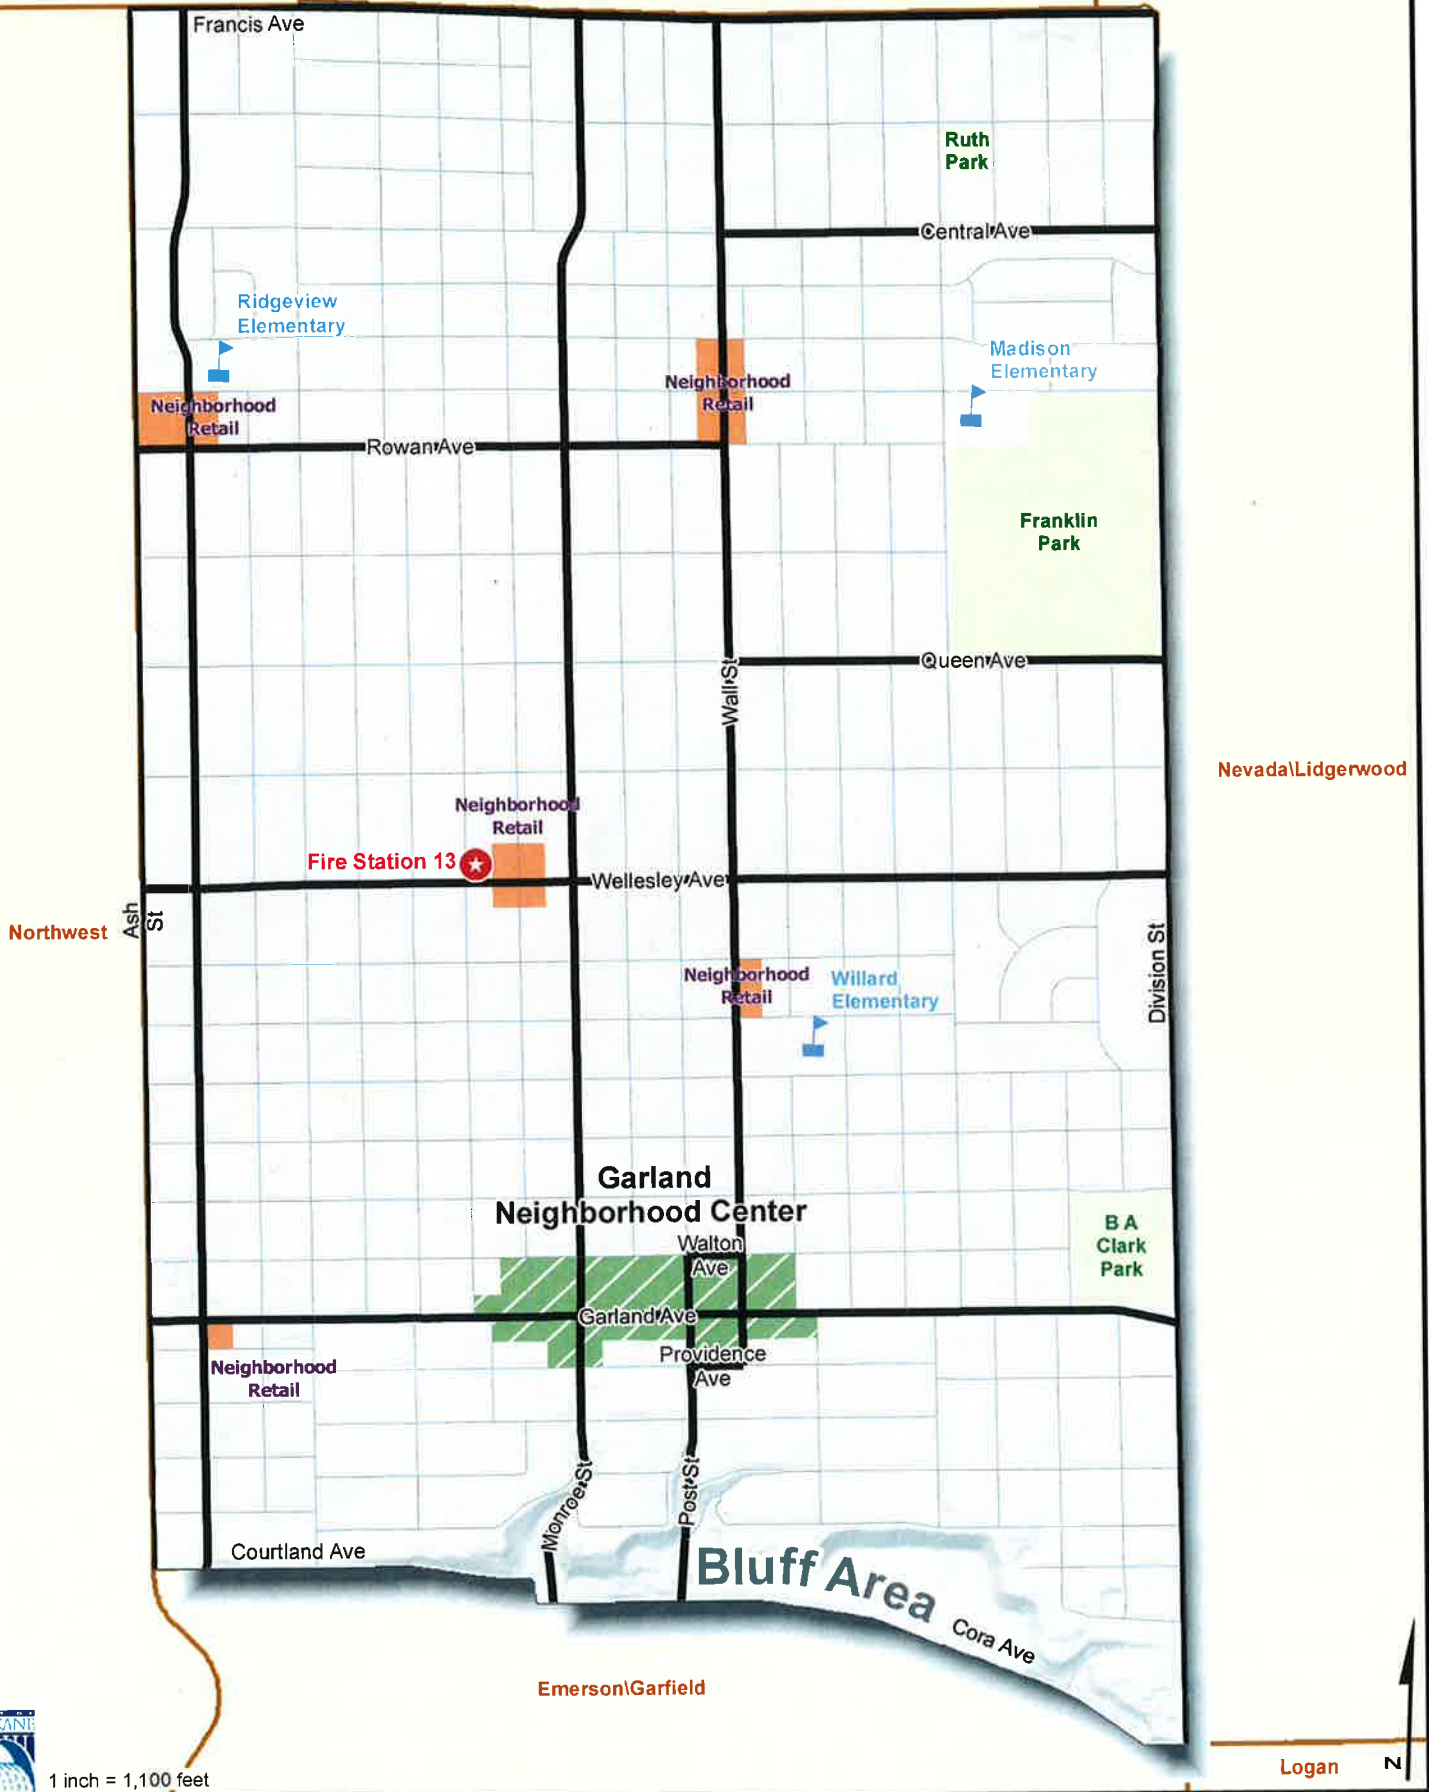 Francis Ave
Ruth
Park
Central Ave
Ridgeview
Elementary
Madison
Elementary
Neighborhood
Retail
Neighborhood
Retail
Rowan Ave
Franklin
Park
Queen Ave
Wall St
Nevada\Lidgerwood
Neighborhood
Retail
Fire Station 13
Wellesley Ave
Ash
St
Northwest
Division St
Neighborhood
Retail
Willard
Elementary
Garland
Neighborhood Center
Walton
Ave
B A
Clark
Park
Garland Ave
Providence
Ave
Neighborhood
Retail
Monroe St
Post St
Courtland Ave
Bluff Area
Cora Ave
Emerson\Garfield
Logan
N
1 inch = 1,100 feet